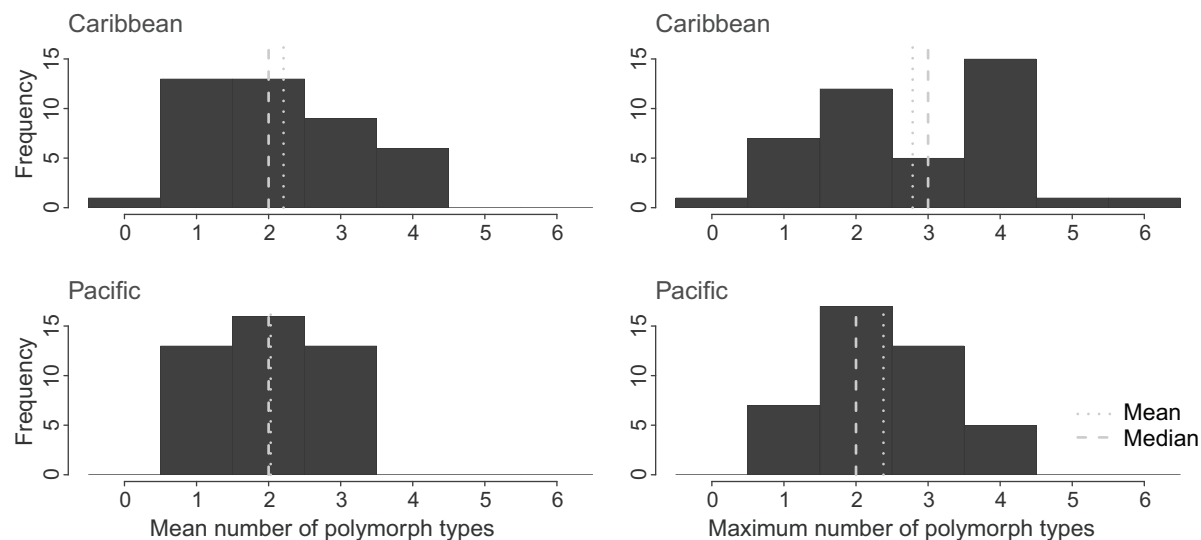 Caribbean
Frequency
0 5 10 15
0 1 2 3 4 5 6
Caribbean
0 5 10 15
0 1 2 3 4 5 6
Pacific
Frequency
0 5 10 15
0 1 2 3 4 5 6
Mean number of polymorph types
Pacific
0 5 10 15
0 1 2 3 4 5 6
Maximum number of polymorph types
Mean
Median